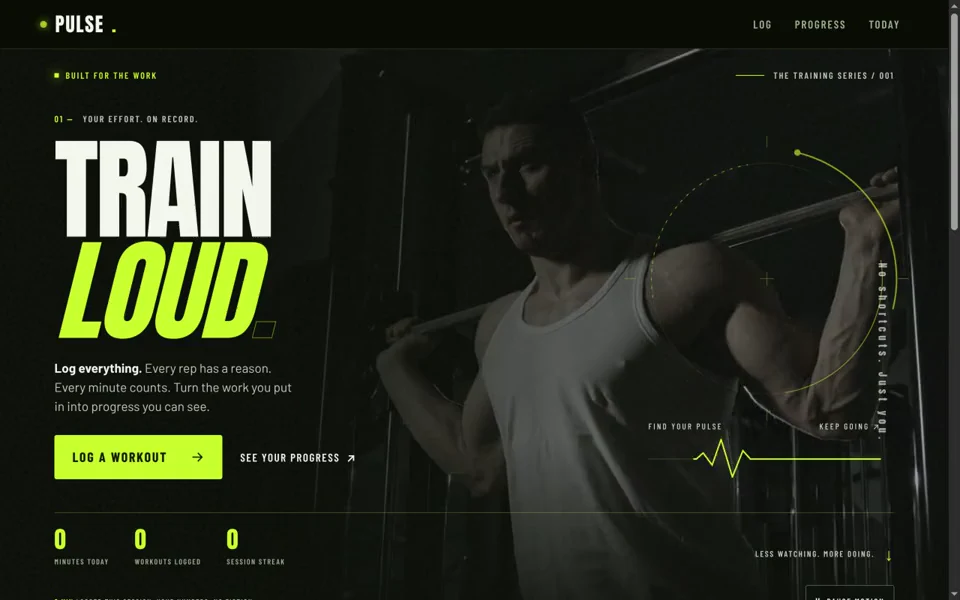 PULSE .
LOG PROGRESS TODAY
BUILT FOR THE WORK
THE TRAINING SERIES / 001
01 — YOUR EFFORT. ON RECORD.
TRAIN
LOUD
Log everything. Every rep has a reason.
Every minute counts. Turn the work you put
in into progress you can see.
LOG A WORKOUT →
SEE YOUR PROGRESS ↗
No shortcuts. Just you.
FIND YOUR PULSE
KEEP GOING ↗
0 0 0
MINUTES TODAY WORKOUTS LOGGED SESSION STREAK
LESS WATCHING. MORE DOING. ↓
PAUSE MOTION